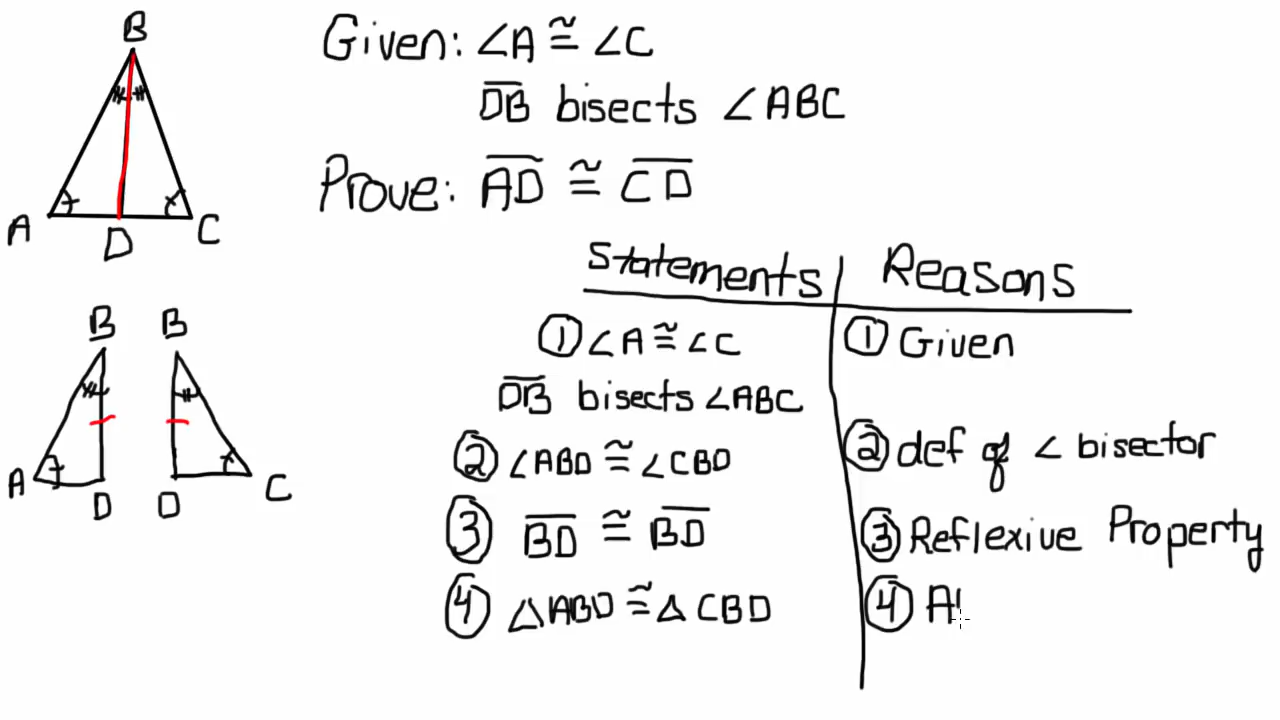 B
Given: ∠A ≅ ∠C
DB bisects ∠ABC
Prove: AD ≅ CD
A
D
C
Statements
Reasons
① ∠A ≅ ∠C
① Given
DB bisects ∠ABC
② ∠ABD ≅ ∠CBD
② def of ∠ bisector
③ BD ≅ BD
③ Reflexive Property
④ △ABD ≅ △CBD
④ A
B
B
A
D
D
C